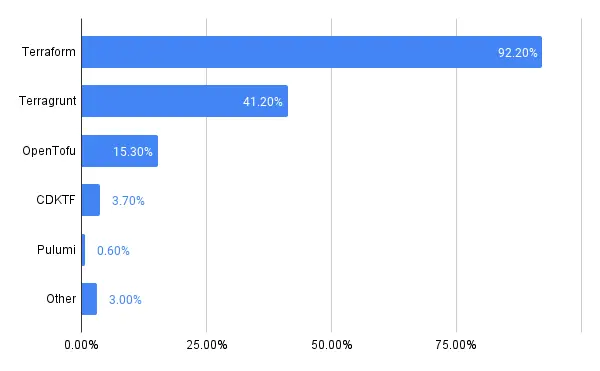 Terraform 92.20%
Terragrunt 41.20%
OpenTofu 15.30%
CDKTF 3.70%
Pulumi 0.60%
Other 3.00%
0.00% 25.00% 50.00% 75.00%